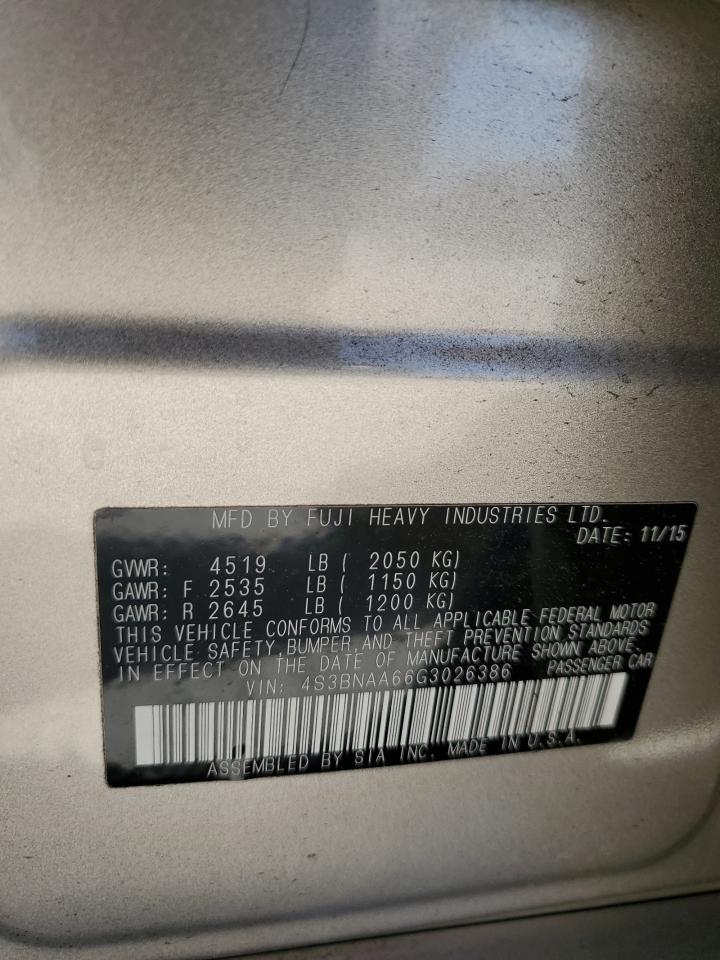 MFD BY FUJI HEAVY INDUSTRIES LTD.
DATE: 11/15
GVWR: 4519 LB ( 2050 KG)
GAWR: F 2535 LB ( 1150 KG)
GAWR: R 2645 LB ( 1200 KG)
THIS VEHICLE CONFORMS TO ALL APPLICABLE FEDERAL MOTOR
VEHICLE SAFETY, BUMPER, AND THEFT PREVENTION STANDARDS
IN EFFECT ON THE DATE OF MANUFACTURE SHOWN ABOVE.
VIN: 4S3BNAA66G3026386 PASSENGER CAR
ASSEMBLED BY SIA INC. MADE IN U.S.A.